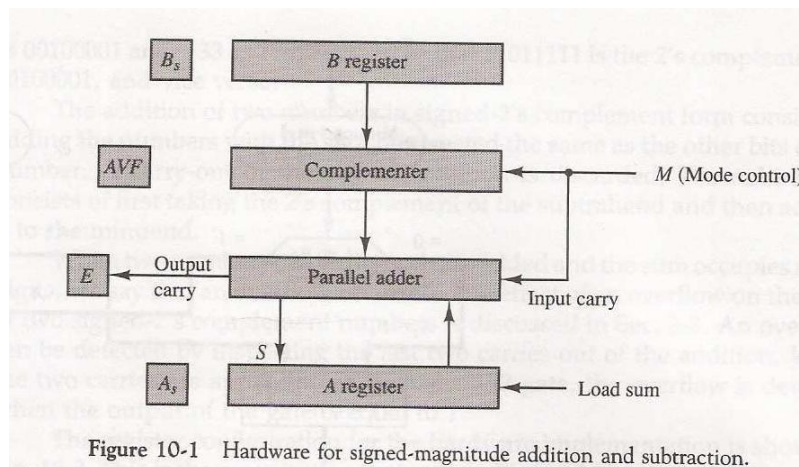 Bs
B register
AVF
Complementer
M (Mode control)
E
Output carry
Parallel adder
Input carry
S
As
A register
Load sum
Figure 10-1 Hardware for signed-magnitude addition and subtraction.